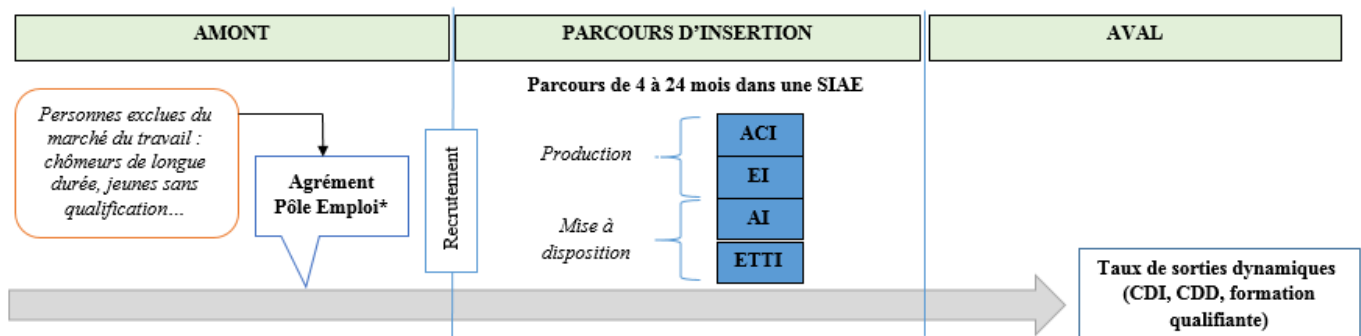 AMONT
PARCOURS D'INSERTION
AVAL
Parcours de 4 à 24 mois dans une SIAE
Personnes exclues du
marché du travail :
chômeurs de longue
durée, jeunes sans
qualification…
Agrément
Pôle Emploi*
Recrutement
Production
Mise à
disposition
ACI
EI
AI
ETTI
Taux de sorties dynamiques
(CDI, CDD, formation
qualifiante)